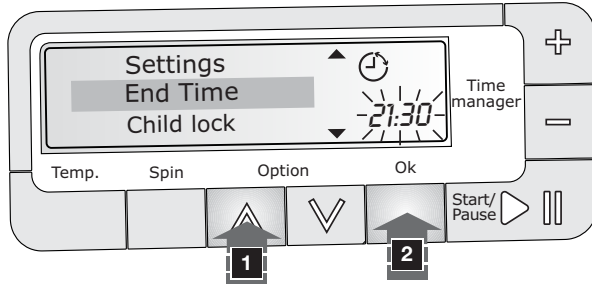 Settings
End Time
Child lock
21:30
Time
manager
Temp.
Spin
Option
Ok
Start/
Pause
1
2